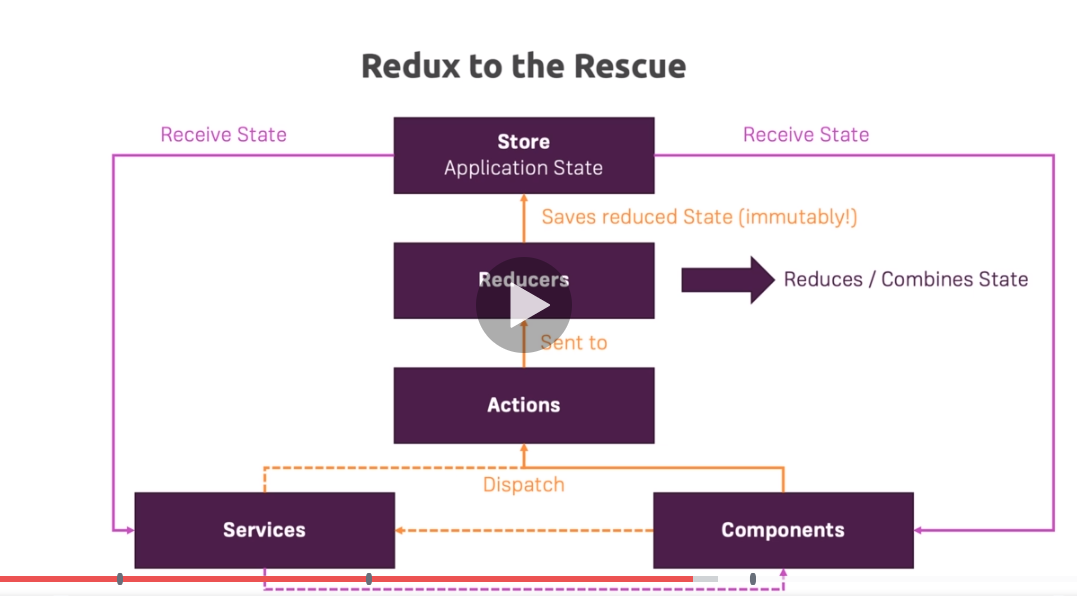 Redux to the Rescue
Receive State
Store
Application State
Receive State
Saves reduced State (immutably!)
Reducers
Reduces / Combines State
Sent to
Actions
Dispatch
Services
Components